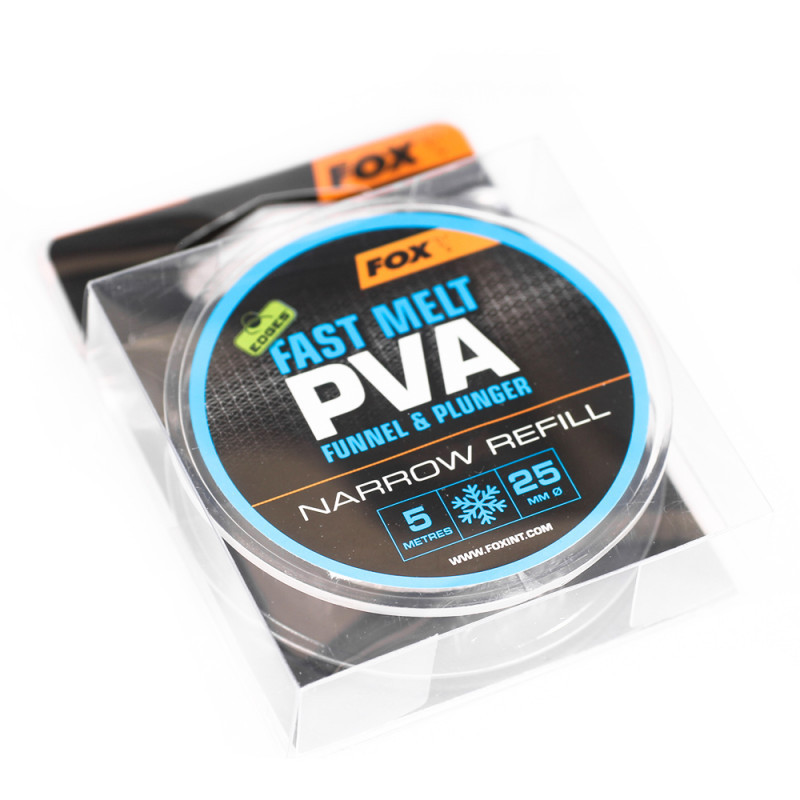 FOX
FOX
EDGES
FAST MELT
PVA
FUNNEL & PLUNGER
NARROW REFILL
5
METRES
25
MM Ø
WWW.FOXINT.COM